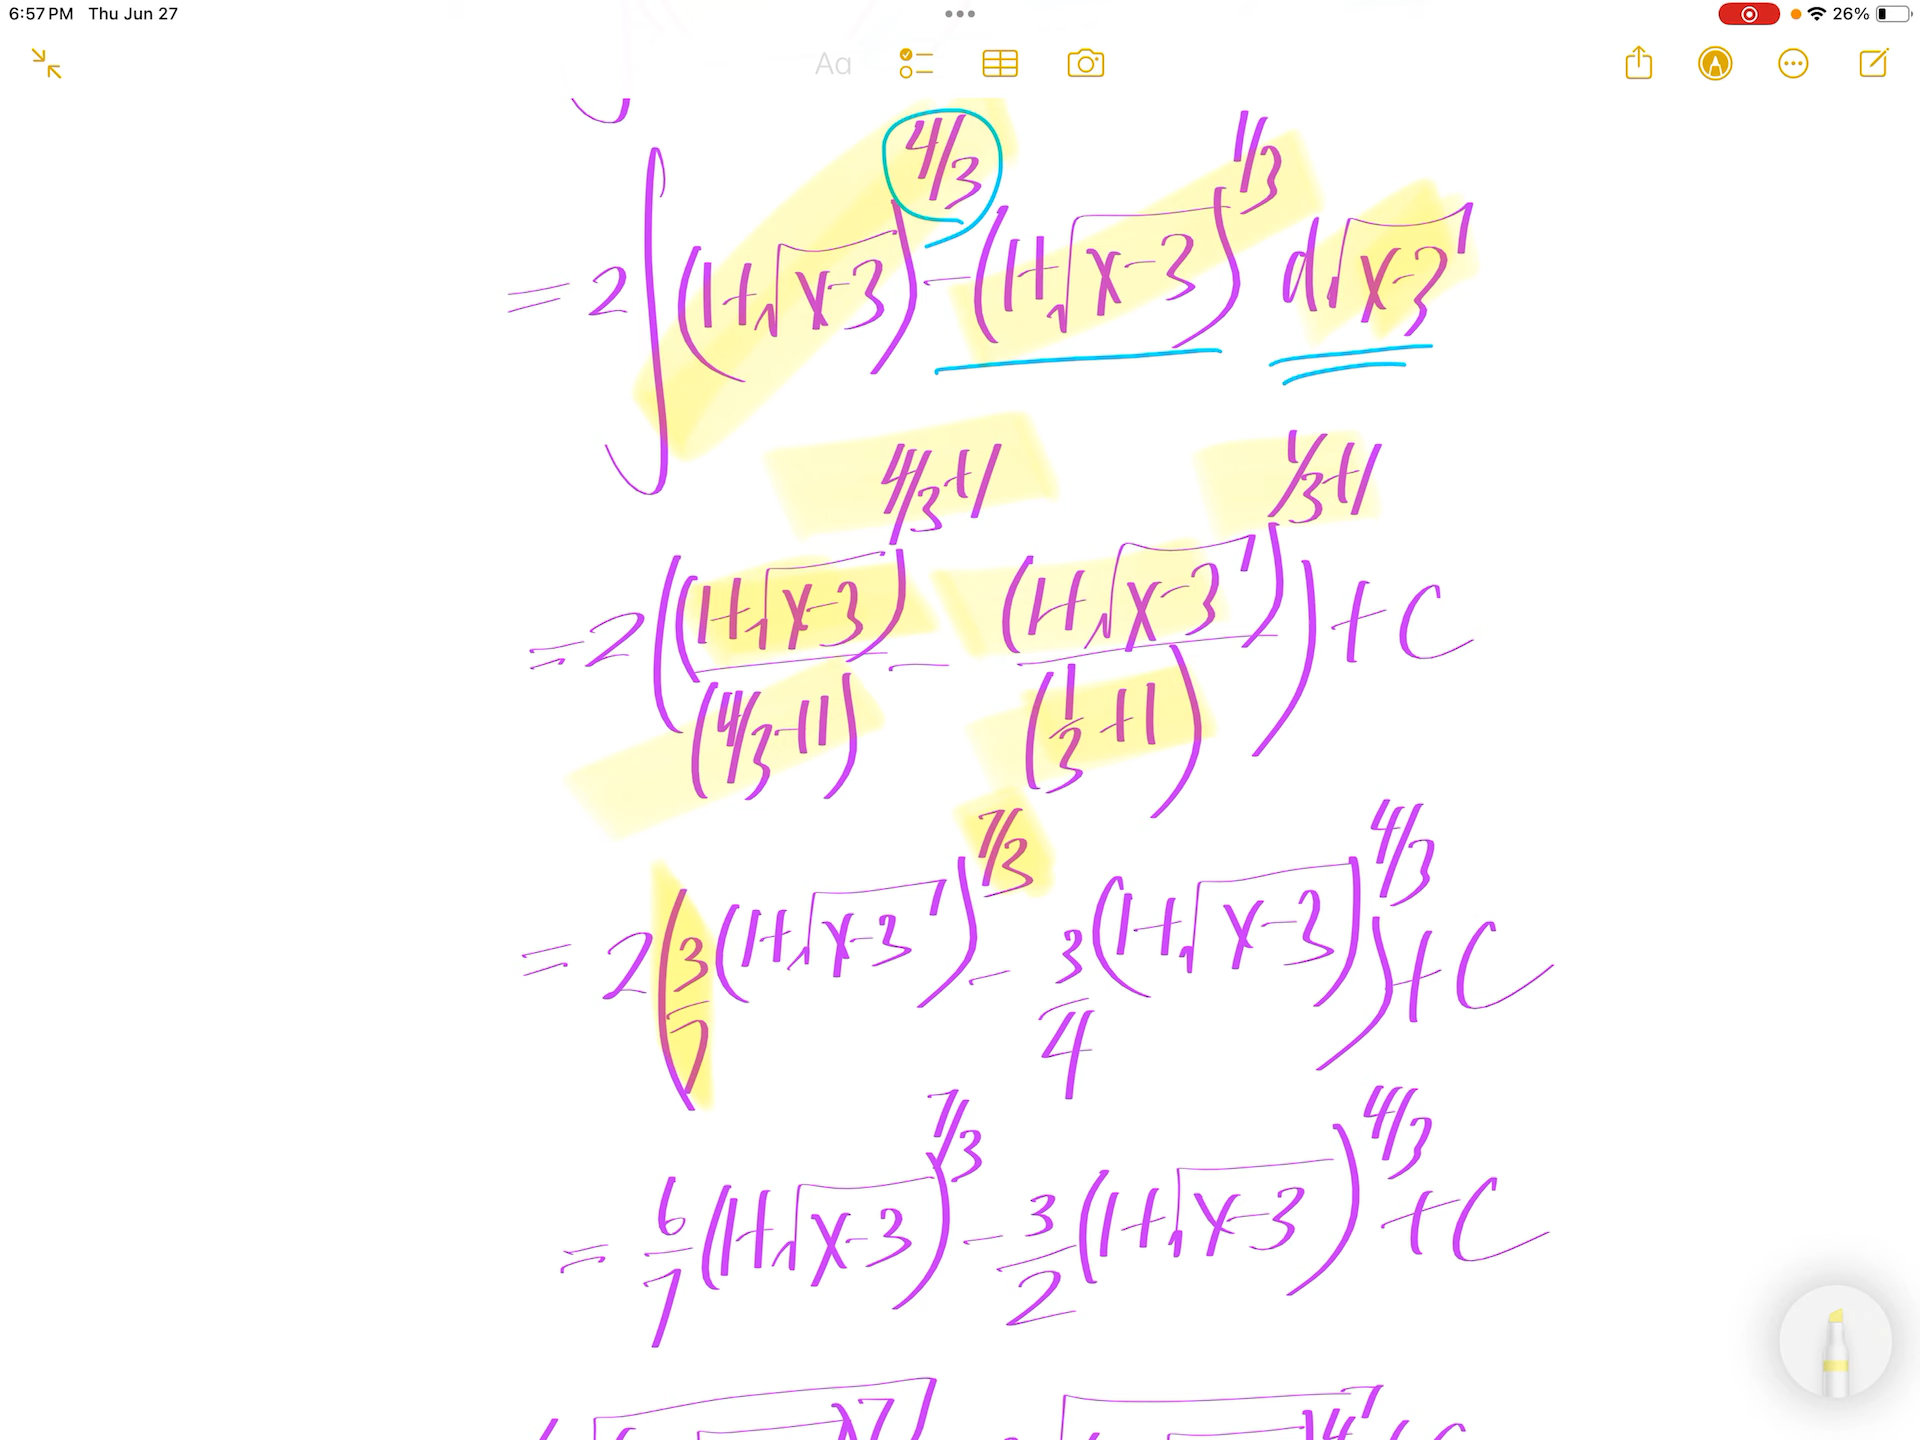 6:57 PM Thu Jun 27
26%
Aa
= 2 ∫ (1+√(x-3))^(4/3) - (1+√(x-3))^(1/3) d√(x-3)
= 2 ( (1+√(x-3))^(4/3+1) / (4/3+1) - (1+√(x-3))^(1/3+1) / (1/3+1) ) + C
= 2 ( 3/7 (1+√(x-3))^(7/3) - 3/4 (1+√(x-3))^(4/3) ) + C
= 6/7 (1+√(x-3))^(7/3) - 3/2 (1+√(x-3))^(4/3) + C